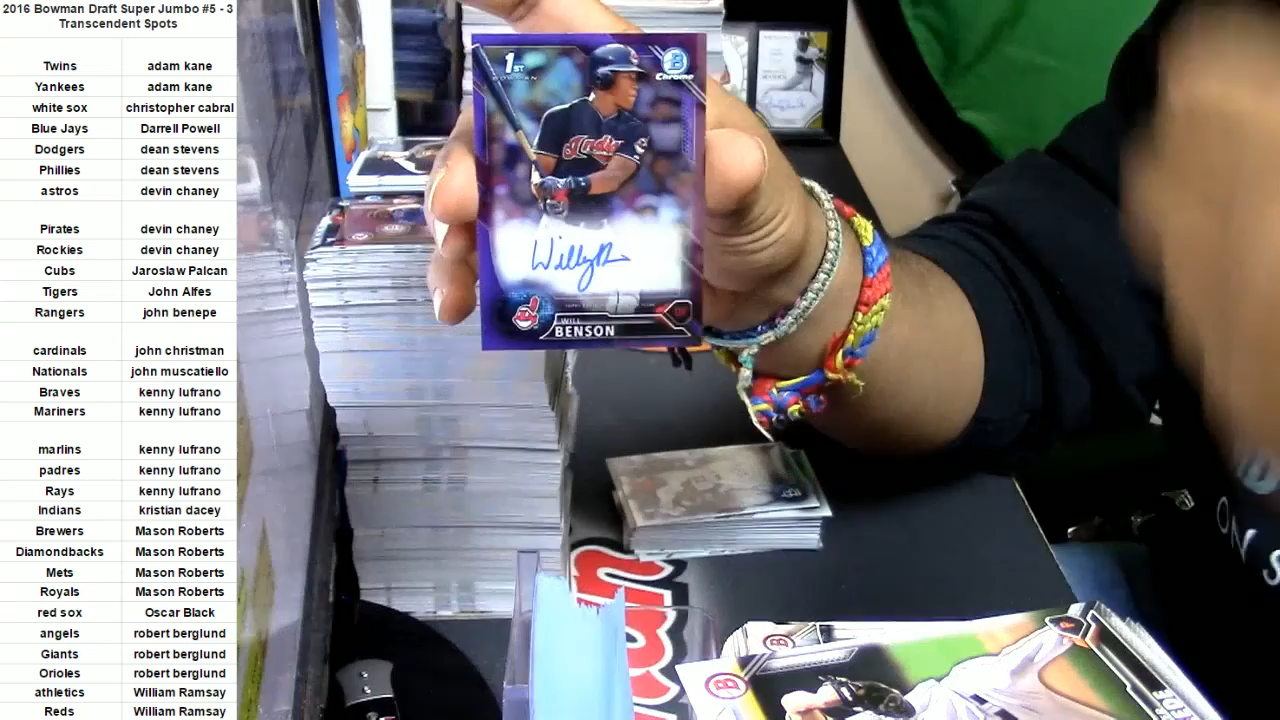 2016 Bowman Draft Super Jumbo #5 - 3
Transcendent Spots
Twins adam kane
Yankees adam kane
white sox christopher cabral
Blue Jays Darrell Powell
Dodgers dean stevens
Phillies dean stevens
astros devin chaney
Pirates devin chaney
Rockies devin chaney
Cubs Jaroslaw Palcan
Tigers John Alfes
Rangers john benepe
cardinals john christman
Nationals john muscatiello
Braves kenny lufrano
Mariners kenny lufrano
marlins kenny lufrano
padres kenny lufrano
Rays kenny lufrano
Indians kristian dacey
Brewers Mason Roberts
Diamondbacks Mason Roberts
Mets Mason Roberts
Royals Mason Roberts
red sox Oscar Black
angels robert berglund
Giants robert berglund
Orioles robert berglund
athletics William Ramsay
Reds William Ramsay
1ST
BOWMAN
B
Chrome
Indians
WillyB
WILL
BENSON
OF
B
B
P
ON S